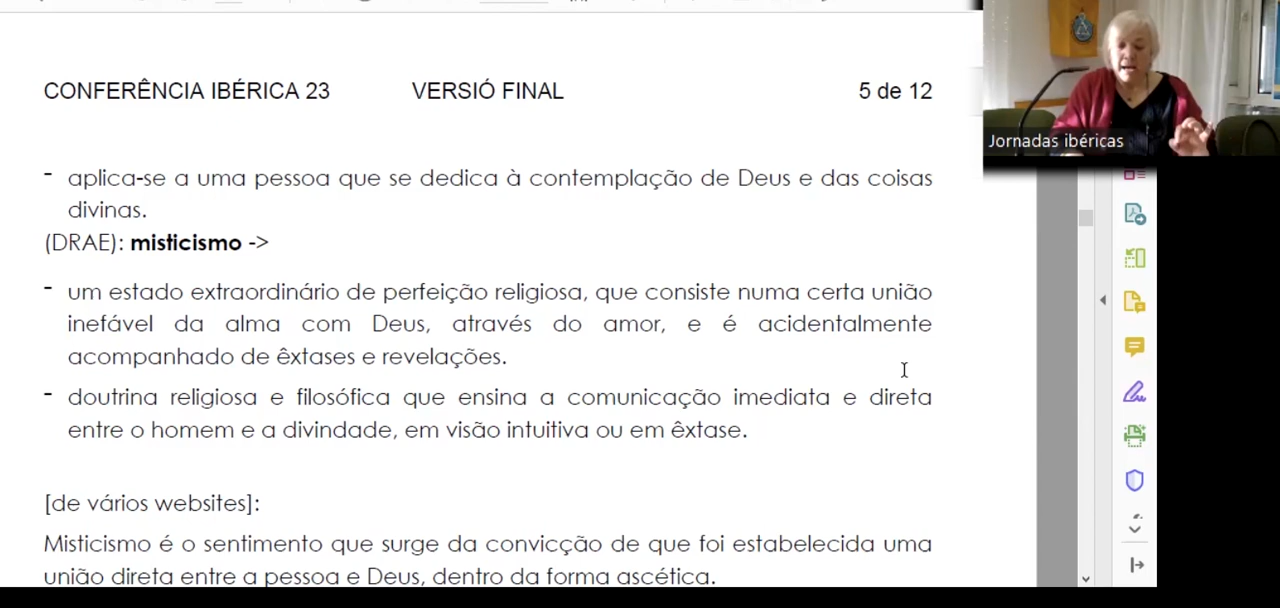 CONFERÊNCIA IBÉRICA 23 VERSIÓ FINAL 5 de 12
Jornadas ibéricas
- aplica-se a uma pessoa que se dedica à contemplação de Deus e das coisas
divinas.
(DRAE): misticismo ->
- um estado extraordinário de perfeição religiosa, que consiste numa certa união
inefável da alma com Deus, através do amor, e é acidentalmente
acompanhado de êxtases e revelações.
- doutrina religiosa e filosófica que ensina a comunicação imediata e direta
entre o homem e a divindade, em visão intuitiva ou em êxtase.
[de vários websites]:
Misticismo é o sentimento que surge da convicção de que foi estabelecida uma
união direta entre a pessoa e Deus, dentro da forma ascética.